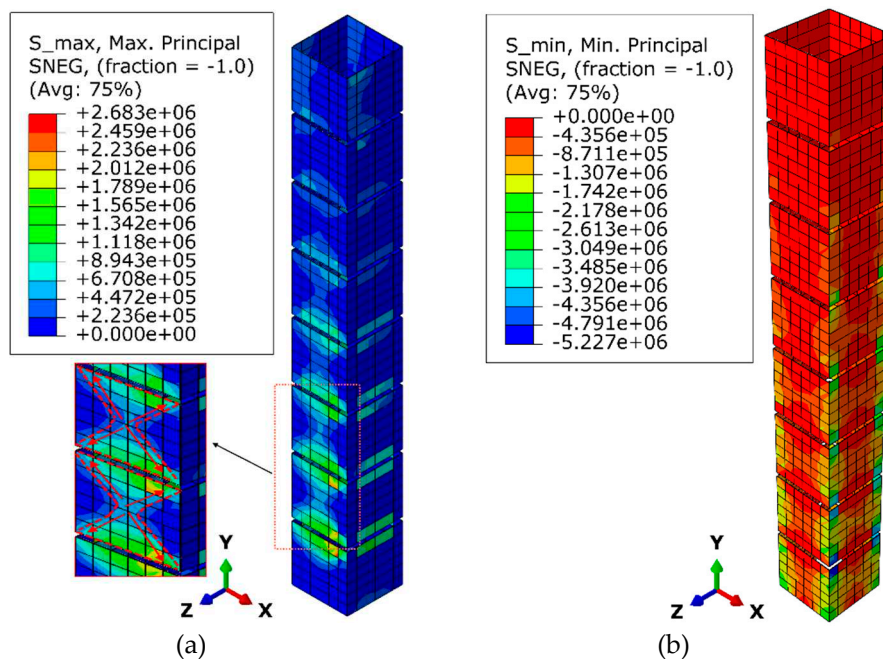 S_max, Max. Principal
SNEG, (fraction = -1.0)
(Avg: 75%)
+2.683e+06
+2.459e+06
+2.236e+06
+2.012e+06
+1.789e+06
+1.565e+06
+1.342e+06
+1.118e+06
+8.943e+05
+6.708e+05
+4.472e+05
+2.236e+05
+0.000e+00
Y
Z
X
(a)
S_min, Min. Principal
SNEG, (fraction = -1.0)
(Avg: 75%)
+0.000e+00
-4.356e+05
-8.711e+05
-1.307e+06
-1.742e+06
-2.178e+06
-2.613e+06
-3.049e+06
-3.485e+06
-3.920e+06
-4.356e+06
-4.791e+06
-5.227e+06
Y
Z
X
(b)